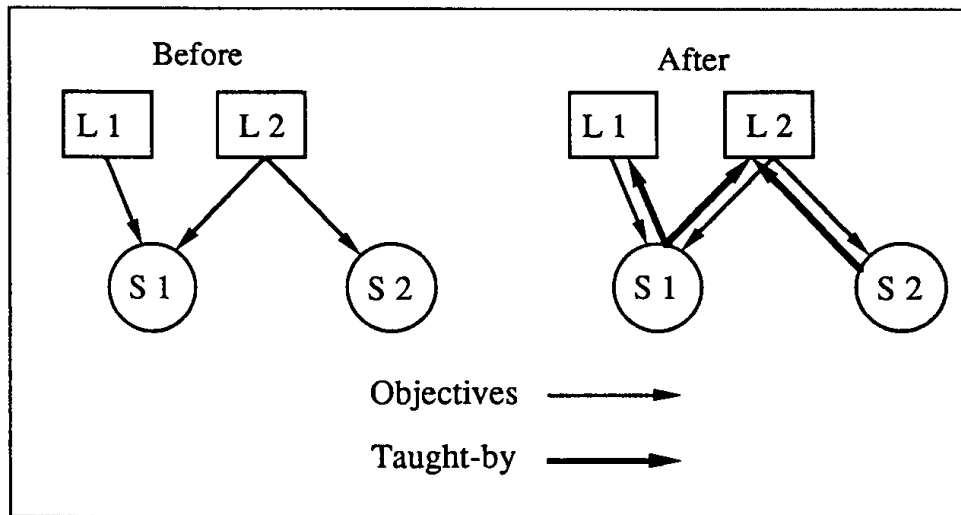 Before
After
L 1
L 2
L 1
L 2
S 1
S 2
S 1
S 2
Objectives
Taught-by